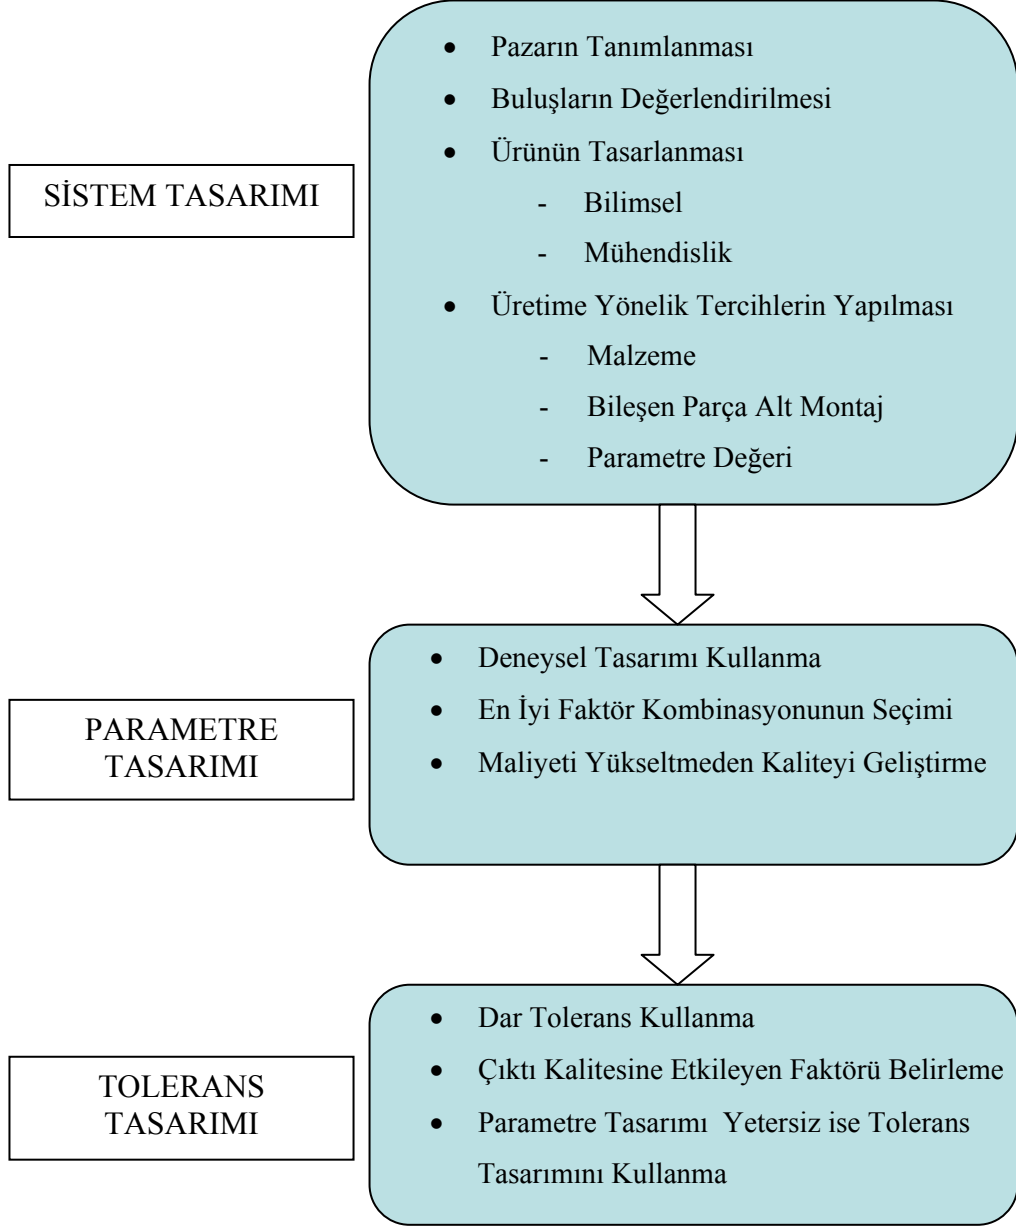 SİSTEM TASARIMI
• Pazarın Tanımlanması
• Buluşların Değerlendirilmesi
• Ürünün Tasarlanması
- Bilimsel
- Mühendislik
• Üretime Yönelik Tercihlerin Yapılması
- Malzeme
- Bileşen Parça Alt Montaj
- Parametre Değeri
PARAMETRE
TASARIMI
• Deneysel Tasarımı Kullanma
• En İyi Faktör Kombinasyonunun Seçimi
• Maliyeti Yükseltmeden Kaliteyi Geliştirme
TOLERANS
TASARIMI
• Dar Tolerans Kullanma
• Çıktı Kalitesine Etkileyen Faktörü Belirleme
• Parametre Tasarımı Yetersiz ise Tolerans
Tasarımını Kullanma